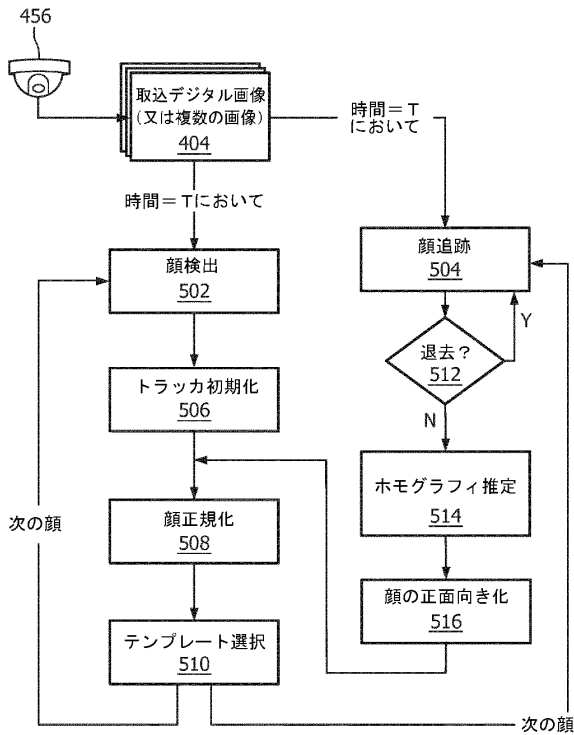 456
取込デジタル画像
(又は複数の画像)
404
時間＝T
において
時間＝Tにおいて
顔検出
502
顔追跡
504
Y
退去？
512
N
トラッカ初期化
506
ホモグラフィ推定
514
顔正規化
508
次の顔
顔の正面向き化
516
テンプレート選択
510
次の顔